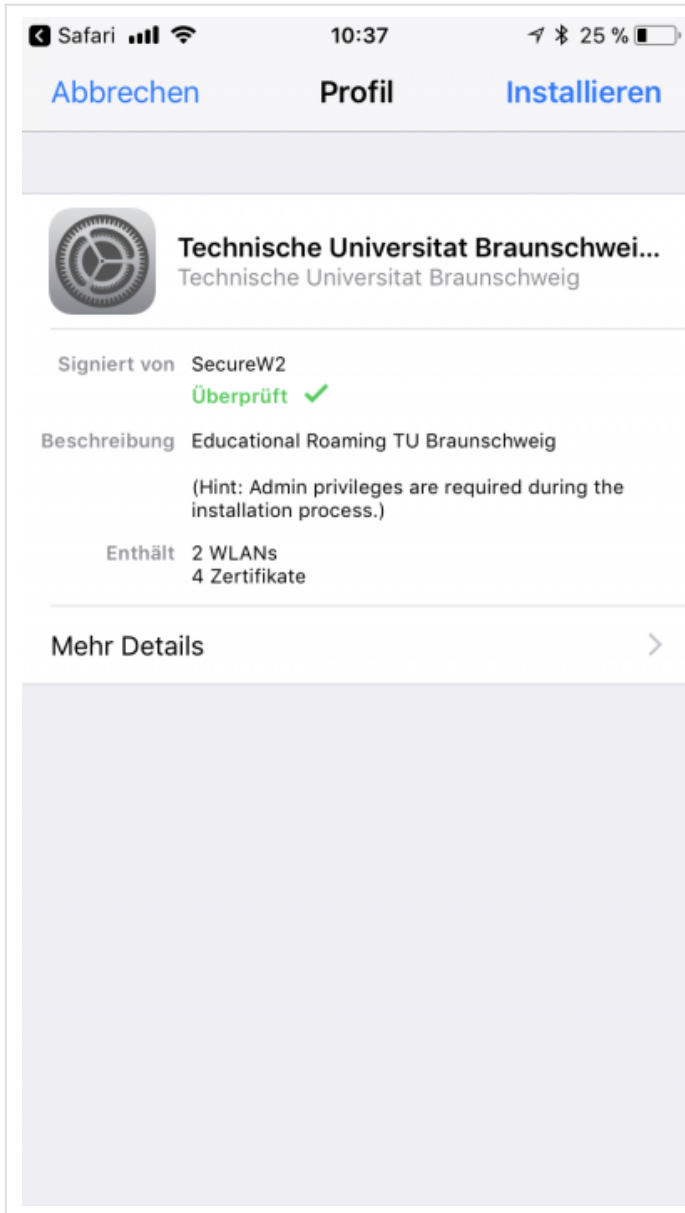 Safari 10:37 25 %
Abbrechen Profil Installieren
Technische Universitat Braunschwei...
Technische Universitat Braunschweig
Signiert von SecureW2
Überprüft
Beschreibung Educational Roaming TU Braunschweig
(Hint: Admin privileges are required during the
installation process.)
Enthält 2 WLANs
4 Zertifikate
Mehr Details